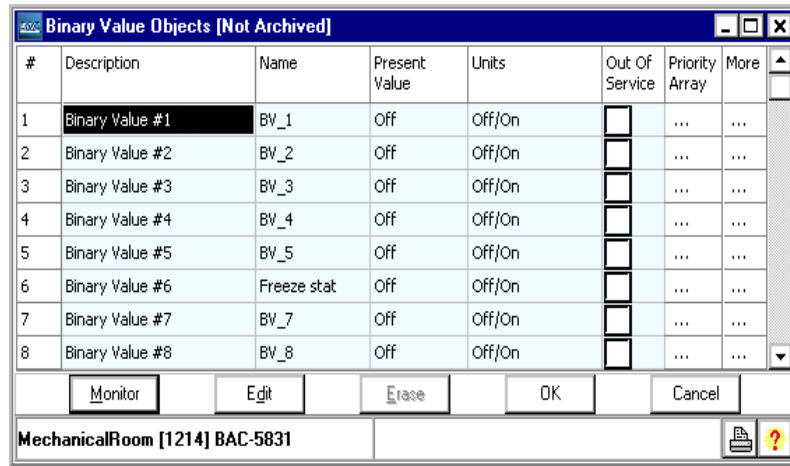 Binary Value Objects [Not Archived]
# Description Name Present Value Units Out Of Service Priority Array More
1 Binary Value #1 BV_1 Off Off/On ... ...
2 Binary Value #2 BV_2 Off Off/On ... ...
3 Binary Value #3 BV_3 Off Off/On ... ...
4 Binary Value #4 BV_4 Off Off/On ... ...
5 Binary Value #5 BV_5 Off Off/On ... ...
6 Binary Value #6 Freeze stat Off Off/On ... ...
7 Binary Value #7 BV_7 Off Off/On ... ...
8 Binary Value #8 BV_8 Off Off/On ... ...
Monitor Edit Erase OK Cancel
MechanicalRoom [1214] BAC-5831 ?